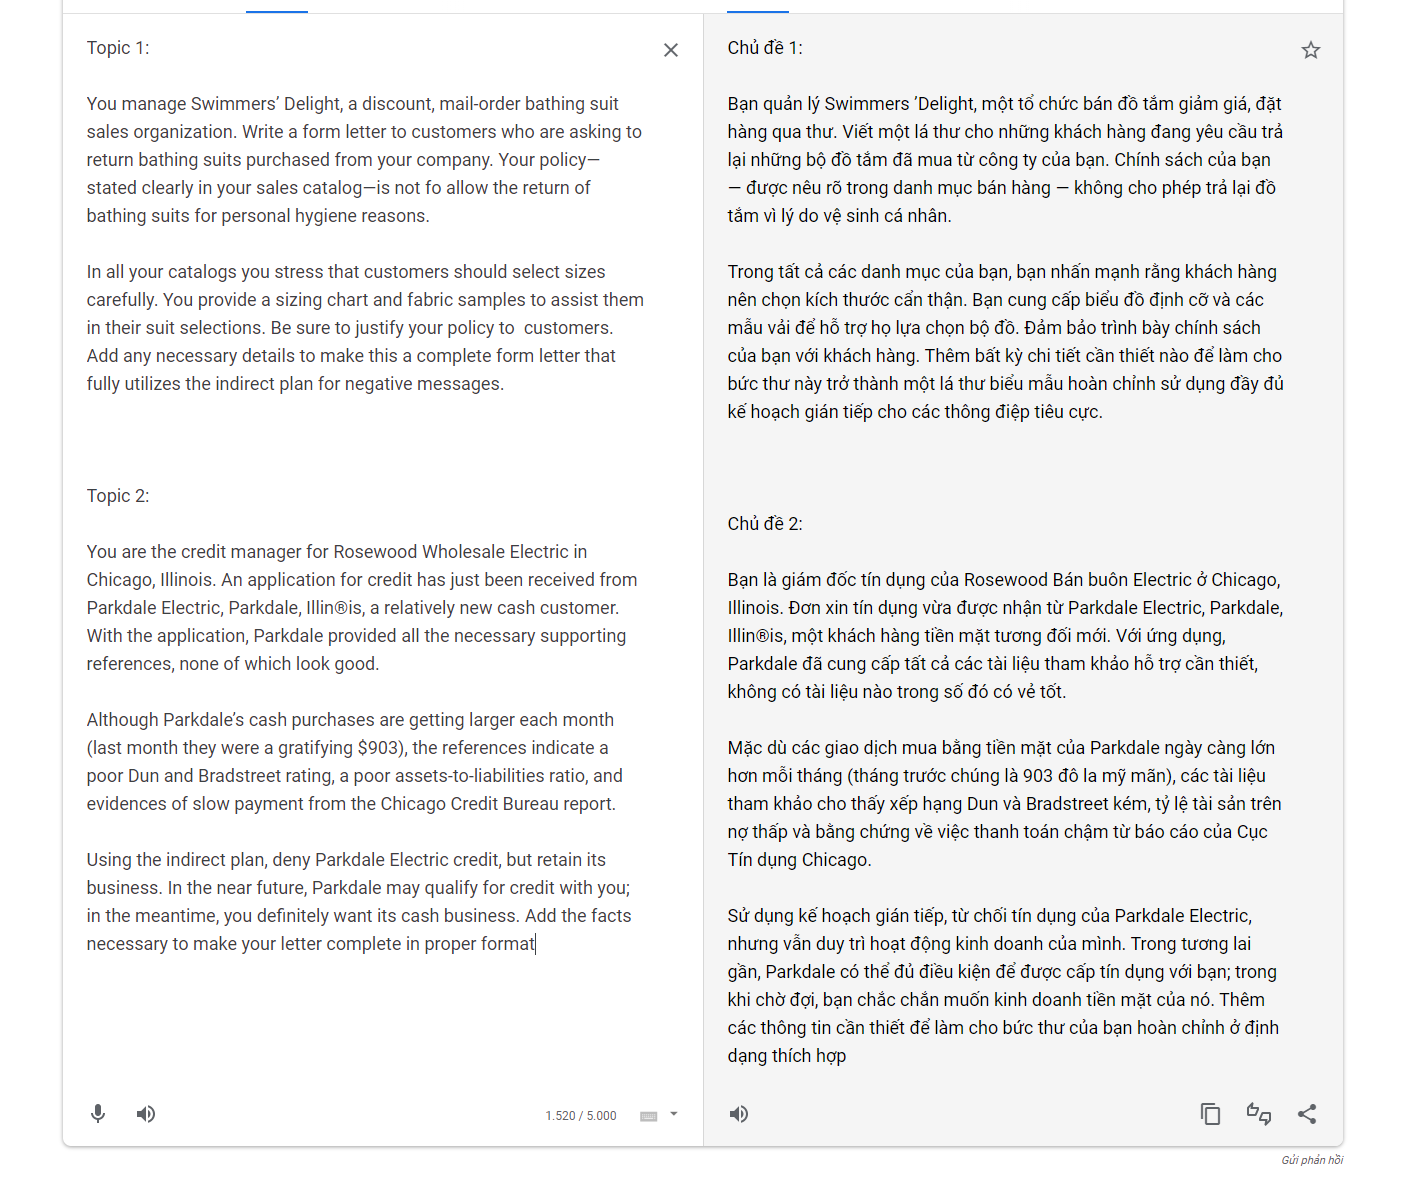 Topic 1:
You manage Swimmers’ Delight, a discount, mail-order bathing suit
sales organization. Write a form letter to customers who are asking to
return bathing suits purchased from your company. Your policy—
stated clearly in your sales catalog—is not fo allow the return of
bathing suits for personal hygiene reasons.
In all your catalogs you stress that customers should select sizes
carefully. You provide a sizing chart and fabric samples to assist them
in their suit selections. Be sure to justify your policy to  customers.
Add any necessary details to make this a complete form letter that
fully utilizes the indirect plan for negative messages.
Topic 2:
You are the credit manager for Rosewood Wholesale Electric in
Chicago, Illinois. An application for credit has just been received from
Parkdale Electric, Parkdale, Illin®is, a relatively new cash customer.
With the application, Parkdale provided all the necessary supporting
references, none of which look good.
Although Parkdale’s cash purchases are getting larger each month
(last month they were a gratifying $903), the references indicate a
poor Dun and Bradstreet rating, a poor assets-to-liabilities ratio, and
evidences of slow payment from the Chicago Credit Bureau report.
Using the indirect plan, deny Parkdale Electric credit, but retain its
business. In the near future, Parkdale may qualify for credit with you;
in the meantime, you definitely want its cash business. Add the facts
necessary to make your letter complete in proper format
1.520 / 5.000
Chủ đề 1:
Bạn quản lý Swimmers ’Delight, một tổ chức bán đồ tắm giảm giá, đặt
hàng qua thư. Viết một lá thư cho những khách hàng đang yêu cầu trả
lại những bộ đồ tắm đã mua từ công ty của bạn. Chính sách của bạn
— được nêu rõ trong danh mục bán hàng — không cho phép trả lại đồ
tắm vì lý do vệ sinh cá nhân.
Trong tất cả các danh mục của bạn, bạn nhấn mạnh rằng khách hàng
nên chọn kích thước cẩn thận. Bạn cung cấp biểu đồ định cỡ và các
mẫu vải để hỗ trợ họ lựa chọn bộ đồ. Đảm bảo trình bày chính sách
của bạn với khách hàng. Thêm bất kỳ chi tiết cần thiết nào để làm cho
bức thư này trở thành một lá thư biểu mẫu hoàn chỉnh sử dụng đầy đủ
kế hoạch gián tiếp cho các thông điệp tiêu cực.
Chủ đề 2:
Bạn là giám đốc tín dụng của Rosewood Bán buôn Electric ở Chicago,
Illinois. Đơn xin tín dụng vừa được nhận từ Parkdale Electric, Parkdale,
Illin®is, một khách hàng tiền mặt tương đối mới. Với ứng dụng,
Parkdale đã cung cấp tất cả các tài liệu tham khảo hỗ trợ cần thiết,
không có tài liệu nào trong số đó có vẻ tốt.
Mặc dù các giao dịch mua bằng tiền mặt của Parkdale ngày càng lớn
hơn mỗi tháng (tháng trước chúng là 903 đô la mỹ mãn), các tài liệu
tham khảo cho thấy xếp hạng Dun và Bradstreet kém, tỷ lệ tài sản trên
nợ thấp và bằng chứng về việc thanh toán chậm từ báo cáo của Cục
Tín dụng Chicago.
Sử dụng kế hoạch gián tiếp, từ chối tín dụng của Parkdale Electric,
nhưng vẫn duy trì hoạt động kinh doanh của mình. Trong tương lai
gần, Parkdale có thể đủ điều kiện để được cấp tín dụng với bạn; trong
khi chờ đợi, bạn chắc chắn muốn kinh doanh tiền mặt của nó. Thêm
các thông tin cần thiết để làm cho bức thư của bạn hoàn chỉnh ở định
dạng thích hợp
Gửi phản hồi